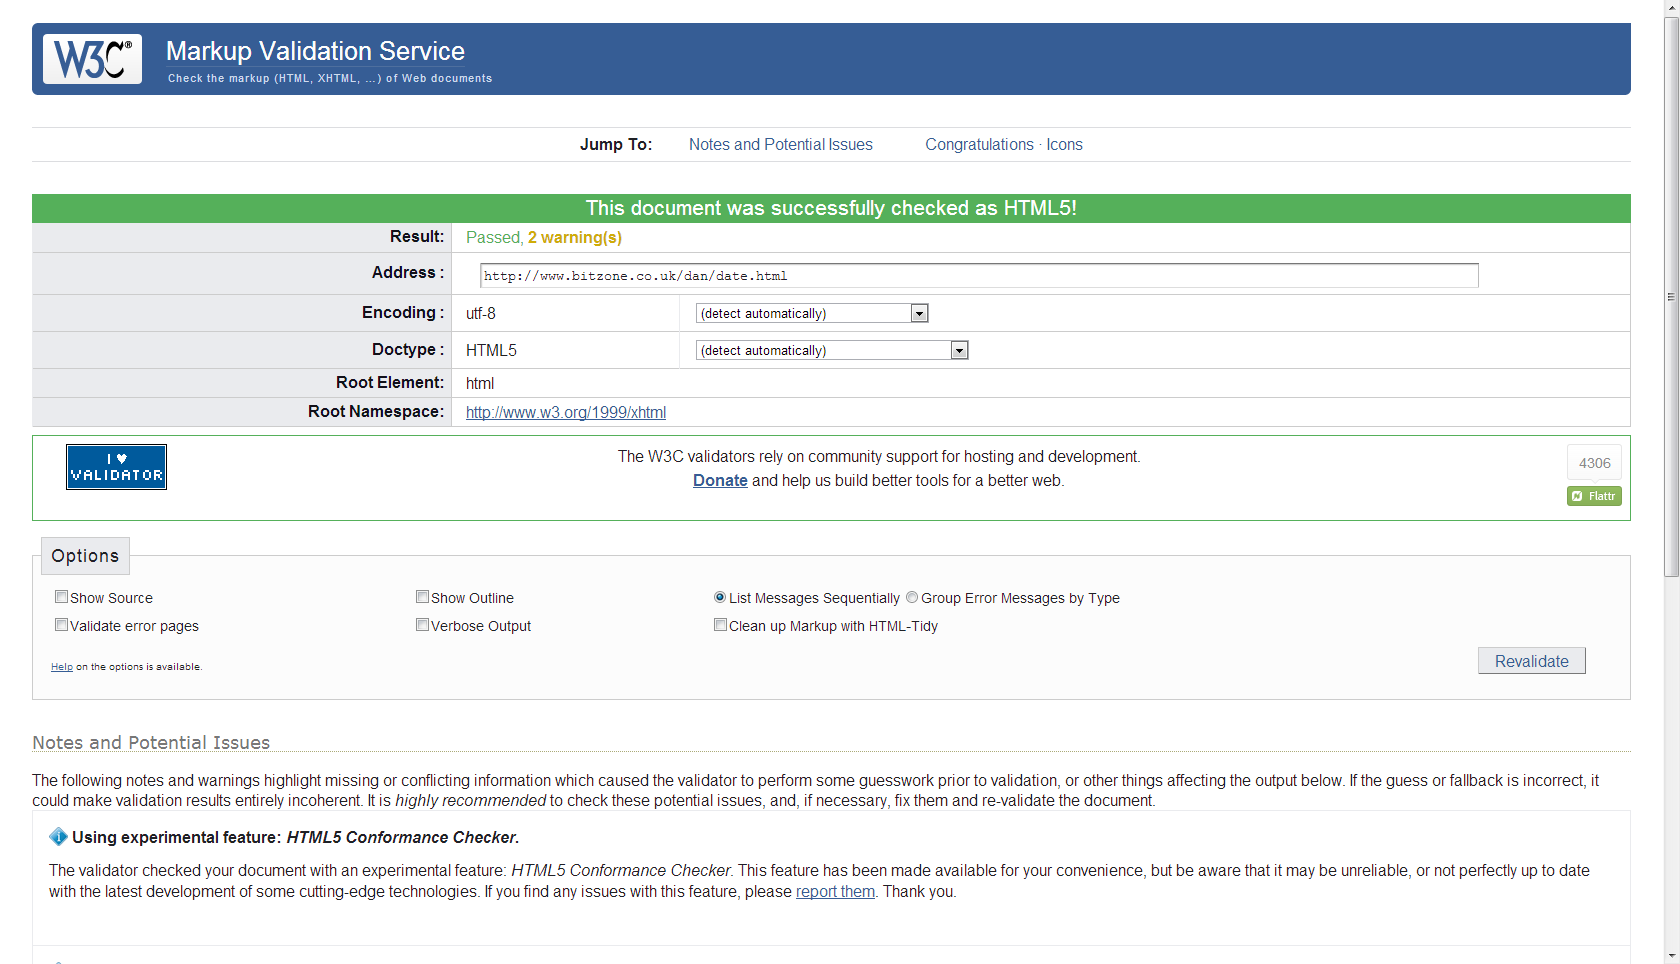 W3C®
Markup Validation Service
Check the markup (HTML, XHTML, …) of Web documents
Jump To: Notes and Potential Issues Congratulations · Icons
This document was successfully checked as HTML5!
Result: Passed, 2 warning(s)
Address : http://www.bitzone.co.uk/dan/date.html
Encoding : utf-8 (detect automatically)
Doctype : HTML5 (detect automatically)
Root Element: html
Root Namespace: http://www.w3.org/1999/xhtml
I ♥
VALIDATOR
The W3C validators rely on community support for hosting and development.
Donate and help us build better tools for a better web.
4306
Flattr
Options
Show Source Show Outline List Messages Sequentially Group Error Messages by Type
Validate error pages Verbose Output Clean up Markup with HTML-Tidy
Help on the options is available.
Revalidate
Notes and Potential Issues
The following notes and warnings highlight missing or conflicting information which caused the validator to perform some guesswork prior to validation, or other things affecting the output below. If the guess or fallback is incorrect, it
could make validation results entirely incoherent. It is highly recommended to check these potential issues, and, if necessary, fix them and re-validate the document.
Using experimental feature: HTML5 Conformance Checker.
The validator checked your document with an experimental feature: HTML5 Conformance Checker. This feature has been made available for your convenience, but be aware that it may be unreliable, or not perfectly up to date
with the latest development of some cutting-edge technologies. If you find any issues with this feature, please report them. Thank you.